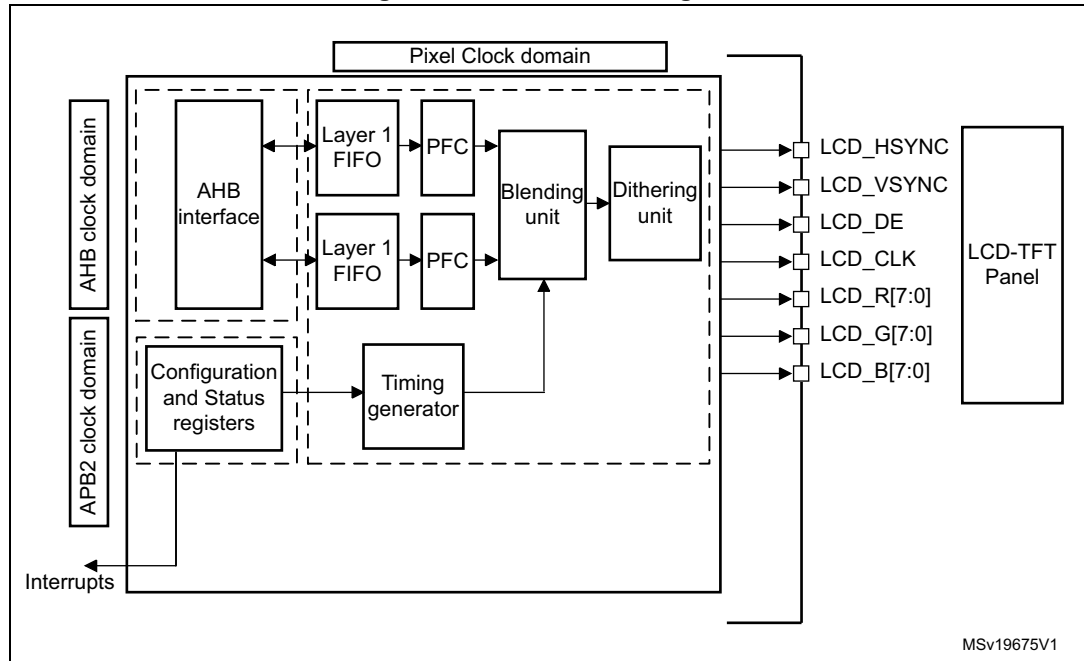 Pixel Clock domain
AHB clock domain
AHB
interface
Layer 1
FIFO
PFC
Layer 1
FIFO
PFC
Blending
unit
Dithering
unit
LCD_HSYNC
LCD_VSYNC
LCD_DE
LCD_CLK
LCD_R[7:0]
LCD_G[7:0]
LCD_B[7:0]
LCD-TFT
Panel
APB2 clock domain
Configuration
and Status
registers
Timing
generator
Interrupts
MSv19675V1